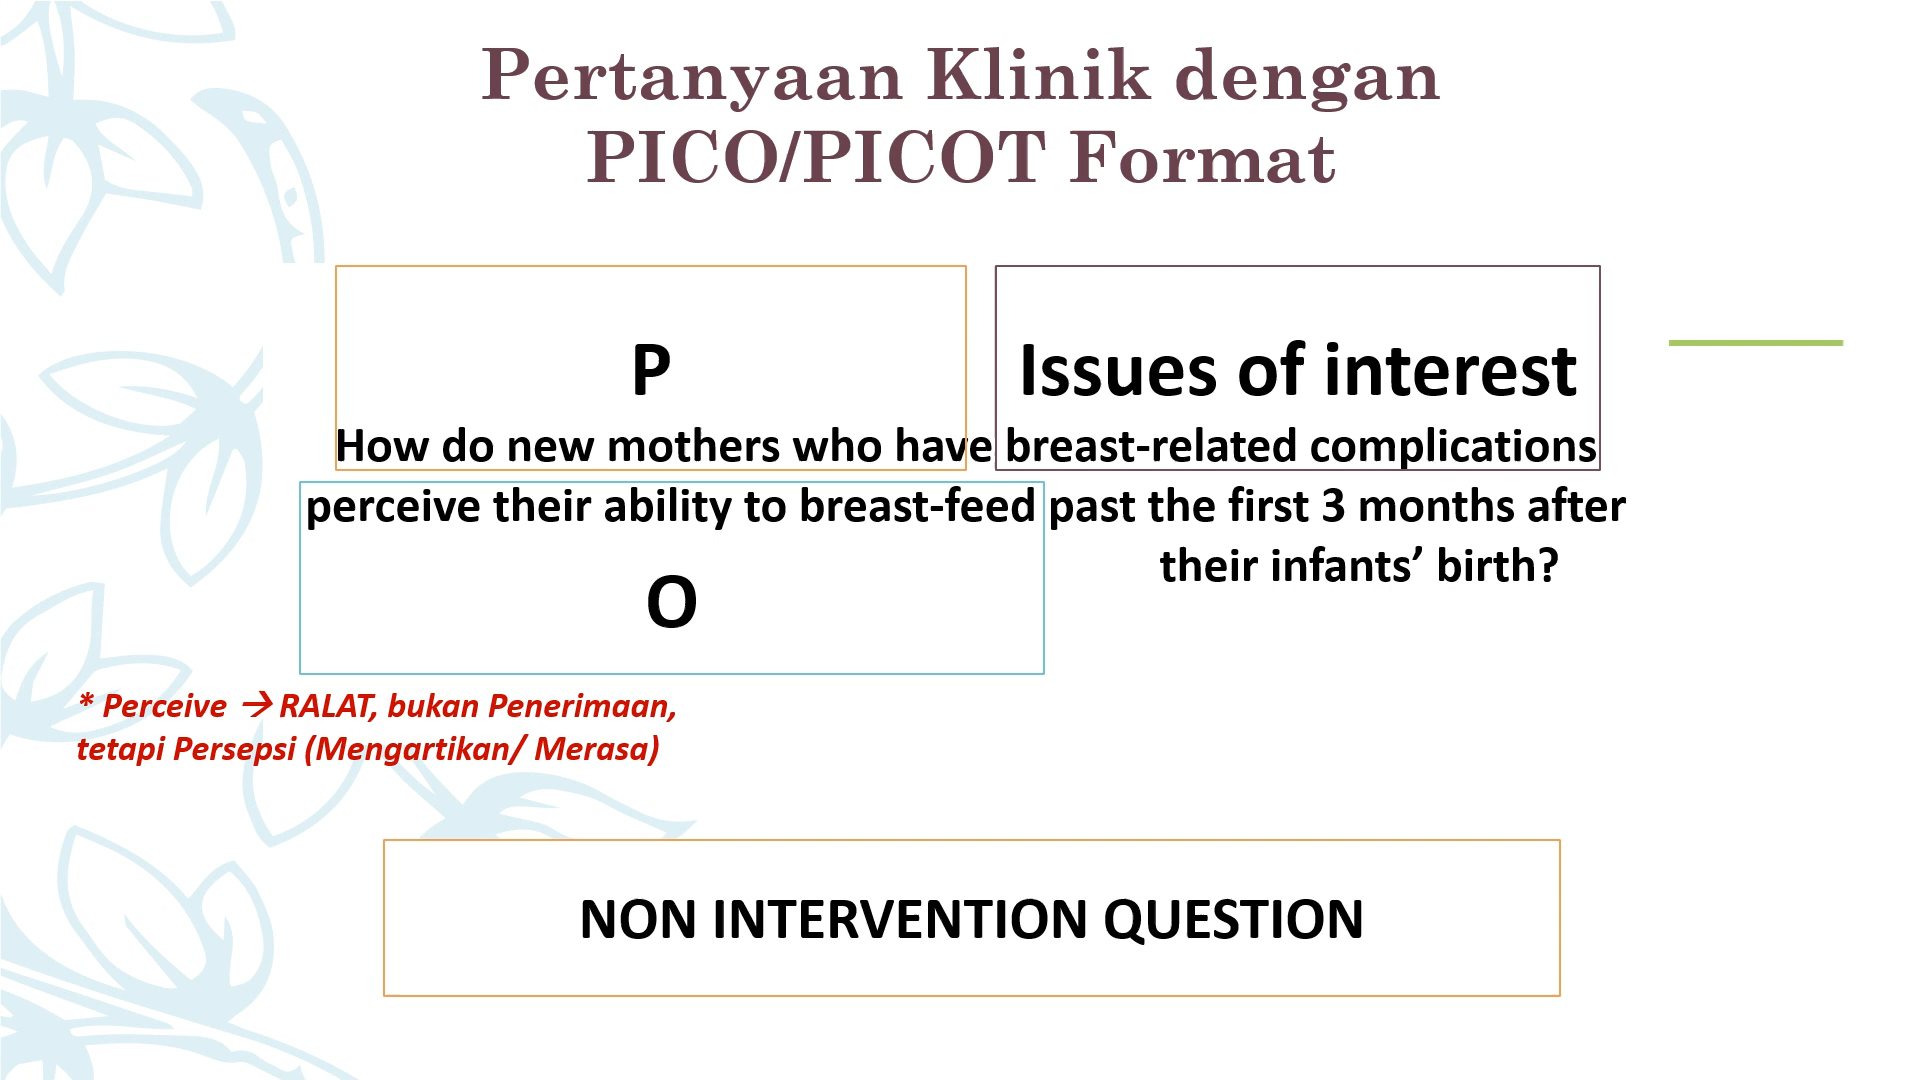 Pertanyaan Klinik dengan
PICO/PICOT Format
P
Issues of interest
How do new mothers who have breast-related complications
perceive their ability to breast-feed past the first 3 months after
their infants’ birth?
O
* Perceive → RALAT, bukan Penerimaan,
tetapi Persepsi (Mengartikan/ Merasa)
NON INTERVENTION QUESTION